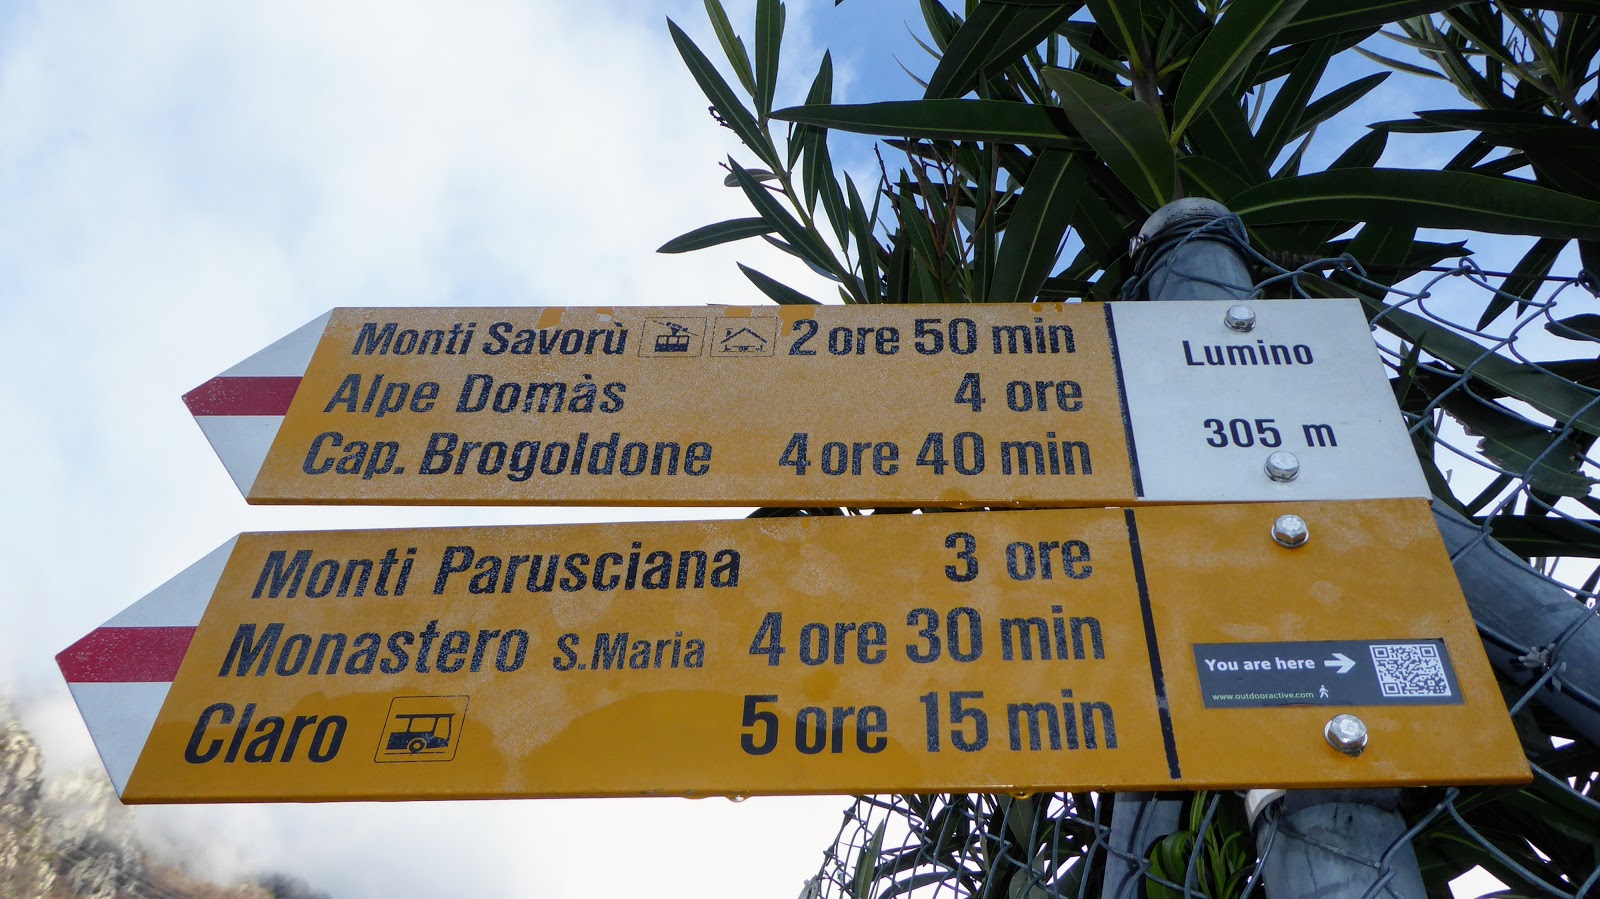 Monti Savorù 2 ore 50 min
Alpe Domàs 4 ore
Cap. Brogoldone 4 ore 40 min
Lumino
305 m
Monti Parusciana 3 ore
Monastero S.Maria 4 ore 30 min
Claro 5 ore 15 min
You are here
www.outdooractive.com